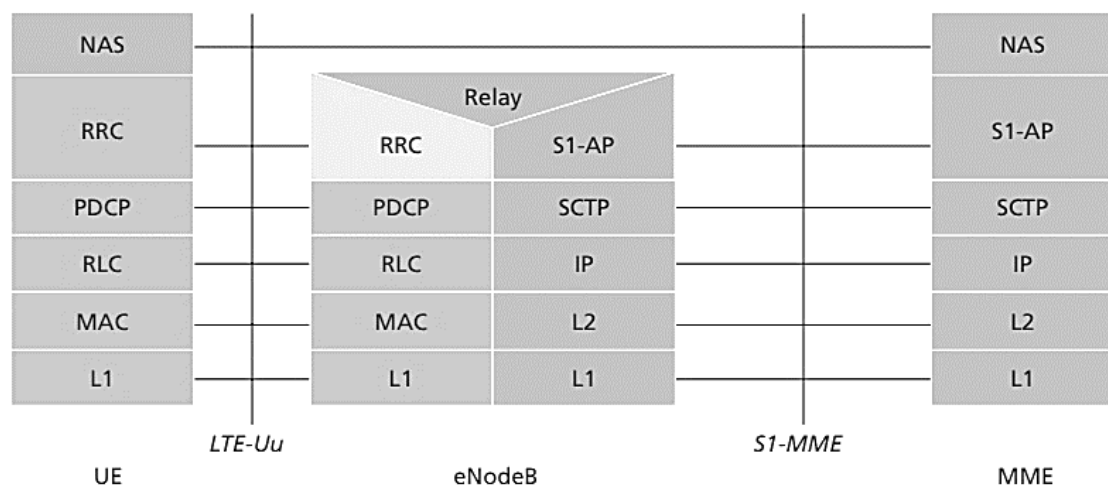 NAS NAS
Relay
RRC RRC S1-AP S1-AP
PDCP PDCP SCTP SCTP
RLC RLC IP IP
MAC MAC L2 L2
L1 L1 L1 L1
LTE-Uu S1-MME
UE eNodeB MME